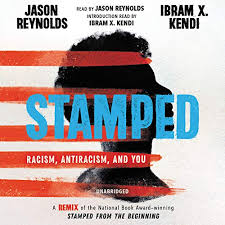 JASON
REYNOLDS
READ BY JASON REYNOLDS
INTRODUCTION READ BY
IBRAM X. KENDI
IBRAM X.
KENDI
STAMPED
RACISM, ANTIRACISM, AND YOU
UNABRIDGED
A REMIX of the National Book Award-winning
STAMPED FROM THE BEGINNING